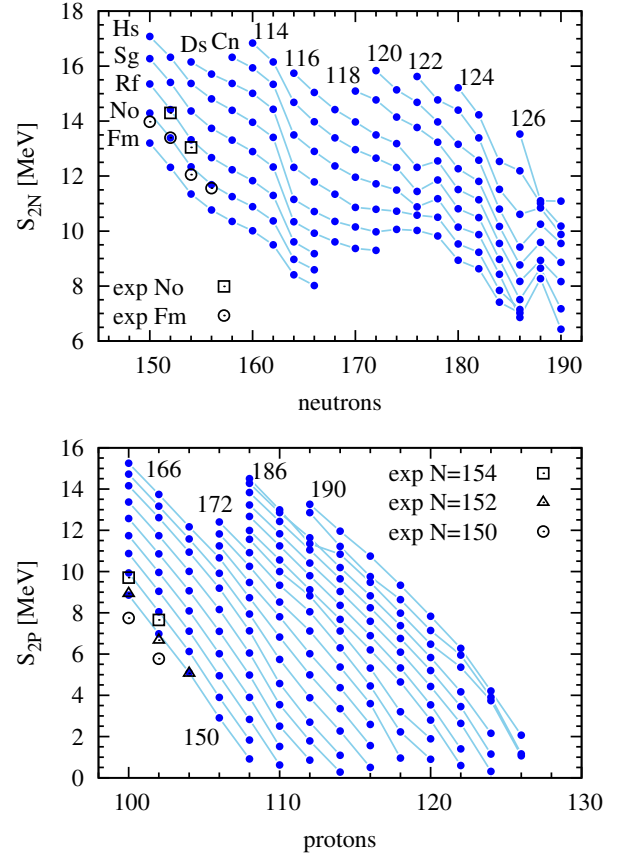 18
16
14
12
10
8
6
S2N [MeV]
Hs
Sg
Rf
No
Fm
Ds
Cn
114
116
118
120
122
124
126
exp No
exp Fm
150
160
170
180
190
neutrons
16
14
12
10
8
6
4
2
0
S2P [MeV]
166
172
186
190
150
exp N=154
exp N=152
exp N=150
100
110
120
130
protons